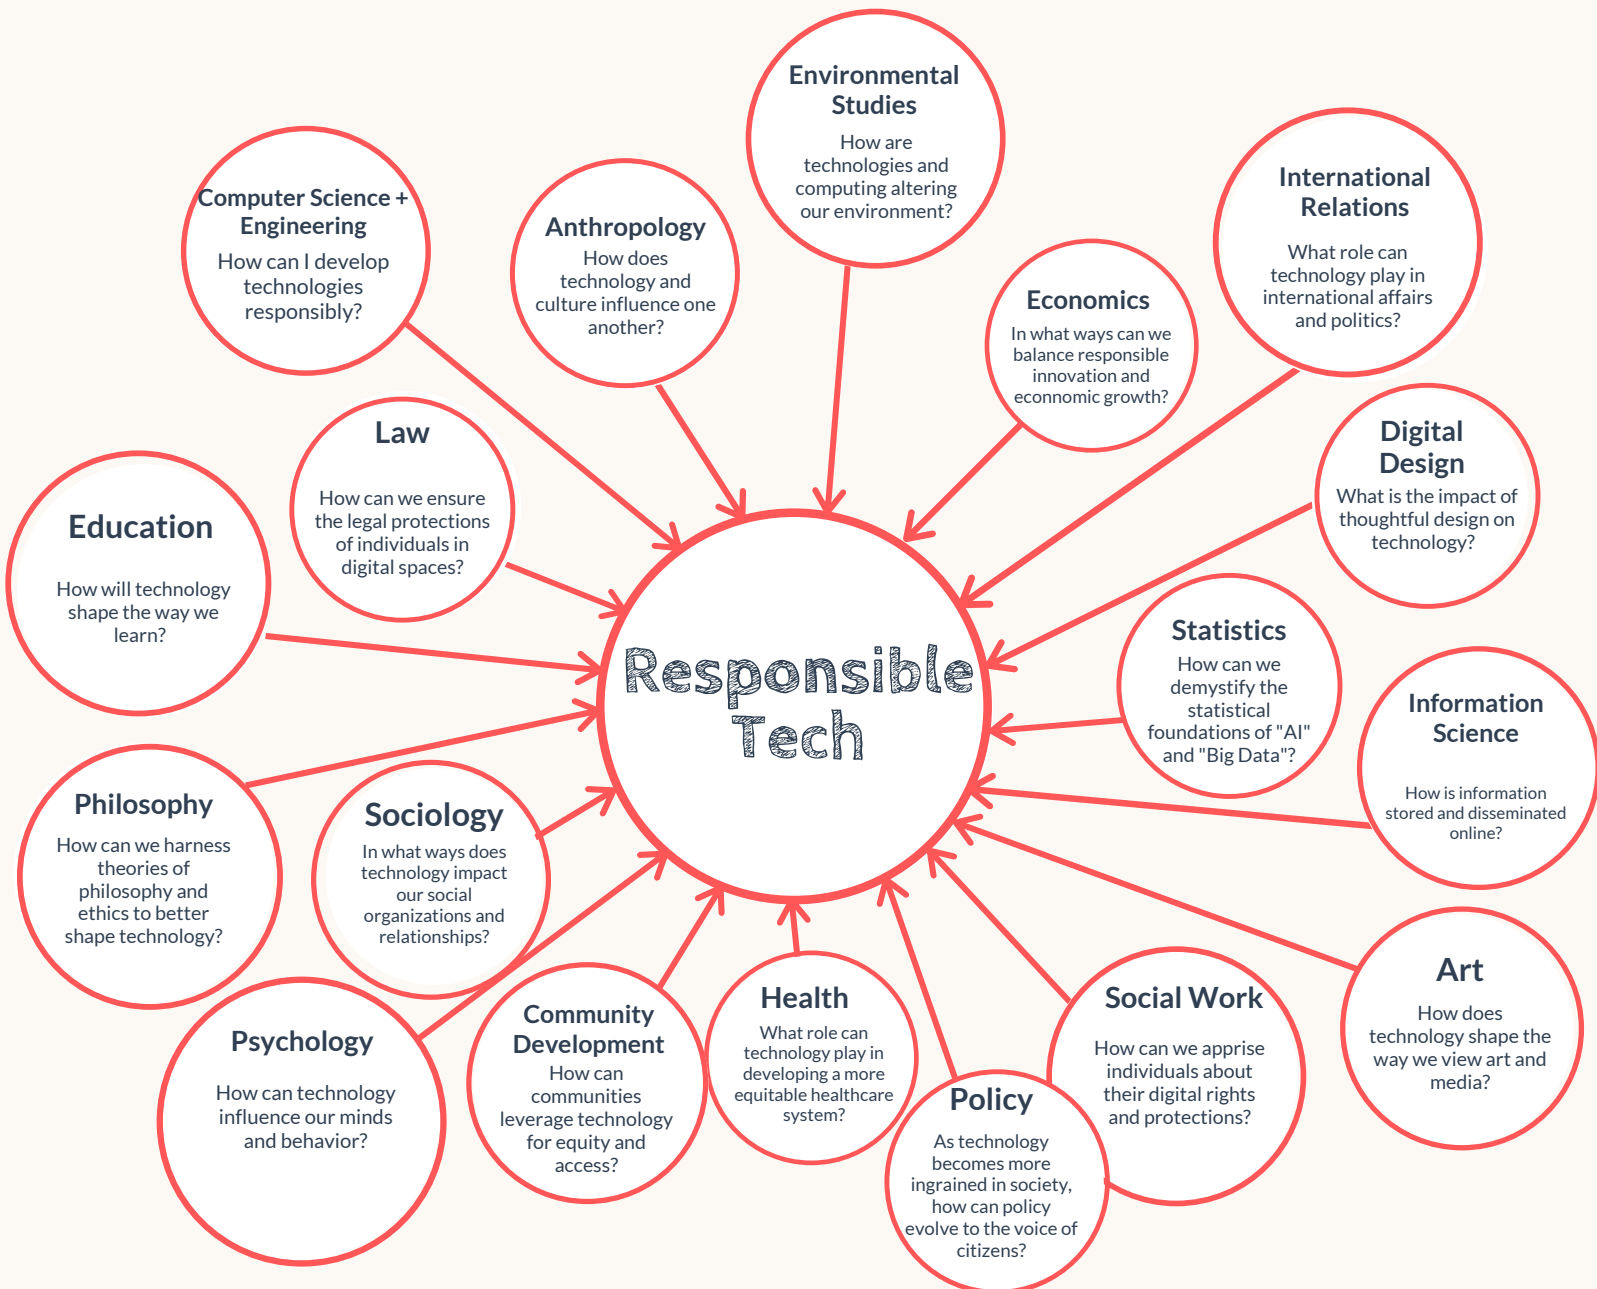 Environmental
Studies
How are
technologies and
computing altering
our environment?
Computer Science +
Engineering
How can I develop
technologies
responsibly?
Anthropology
How does
technology and
culture influence one
another?
International
Relations
What role can
technology play in
international affairs
and politics?
Economics
In what ways can we
balance responsible
innovation and
econnomic growth?
Law
How can we ensure
the legal protections
of individuals in
digital spaces?
Digital
Design
What is the impact of
thoughtful design on
technology?
Education
How will technology
shape the way we
learn?
Responsible
Tech
Statistics
How can we
demystify the
statistical
foundations of "AI"
and "Big Data"?
Information
Science
How is information
stored and disseminated
online?
Philosophy
How can we harness
theories of
philosophy and
ethics to better
shape technology?
Sociology
In what ways does
technology impact
our social
organizations and
relationships?
Art
How does
technology shape the
way we view art and
media?
Psychology
How can technology
influence our minds
and behavior?
Community
Development
How can
communities
leverage technology
for equity and
access?
Health
What role can
technology play in
developing a more
equitable healthcare
system?
Social Work
How can we apprise
individuals about
their digital rights
and protections?
Policy
As technology
becomes more
ingrained in society,
how can policy
evolve to the voice of
citizens?